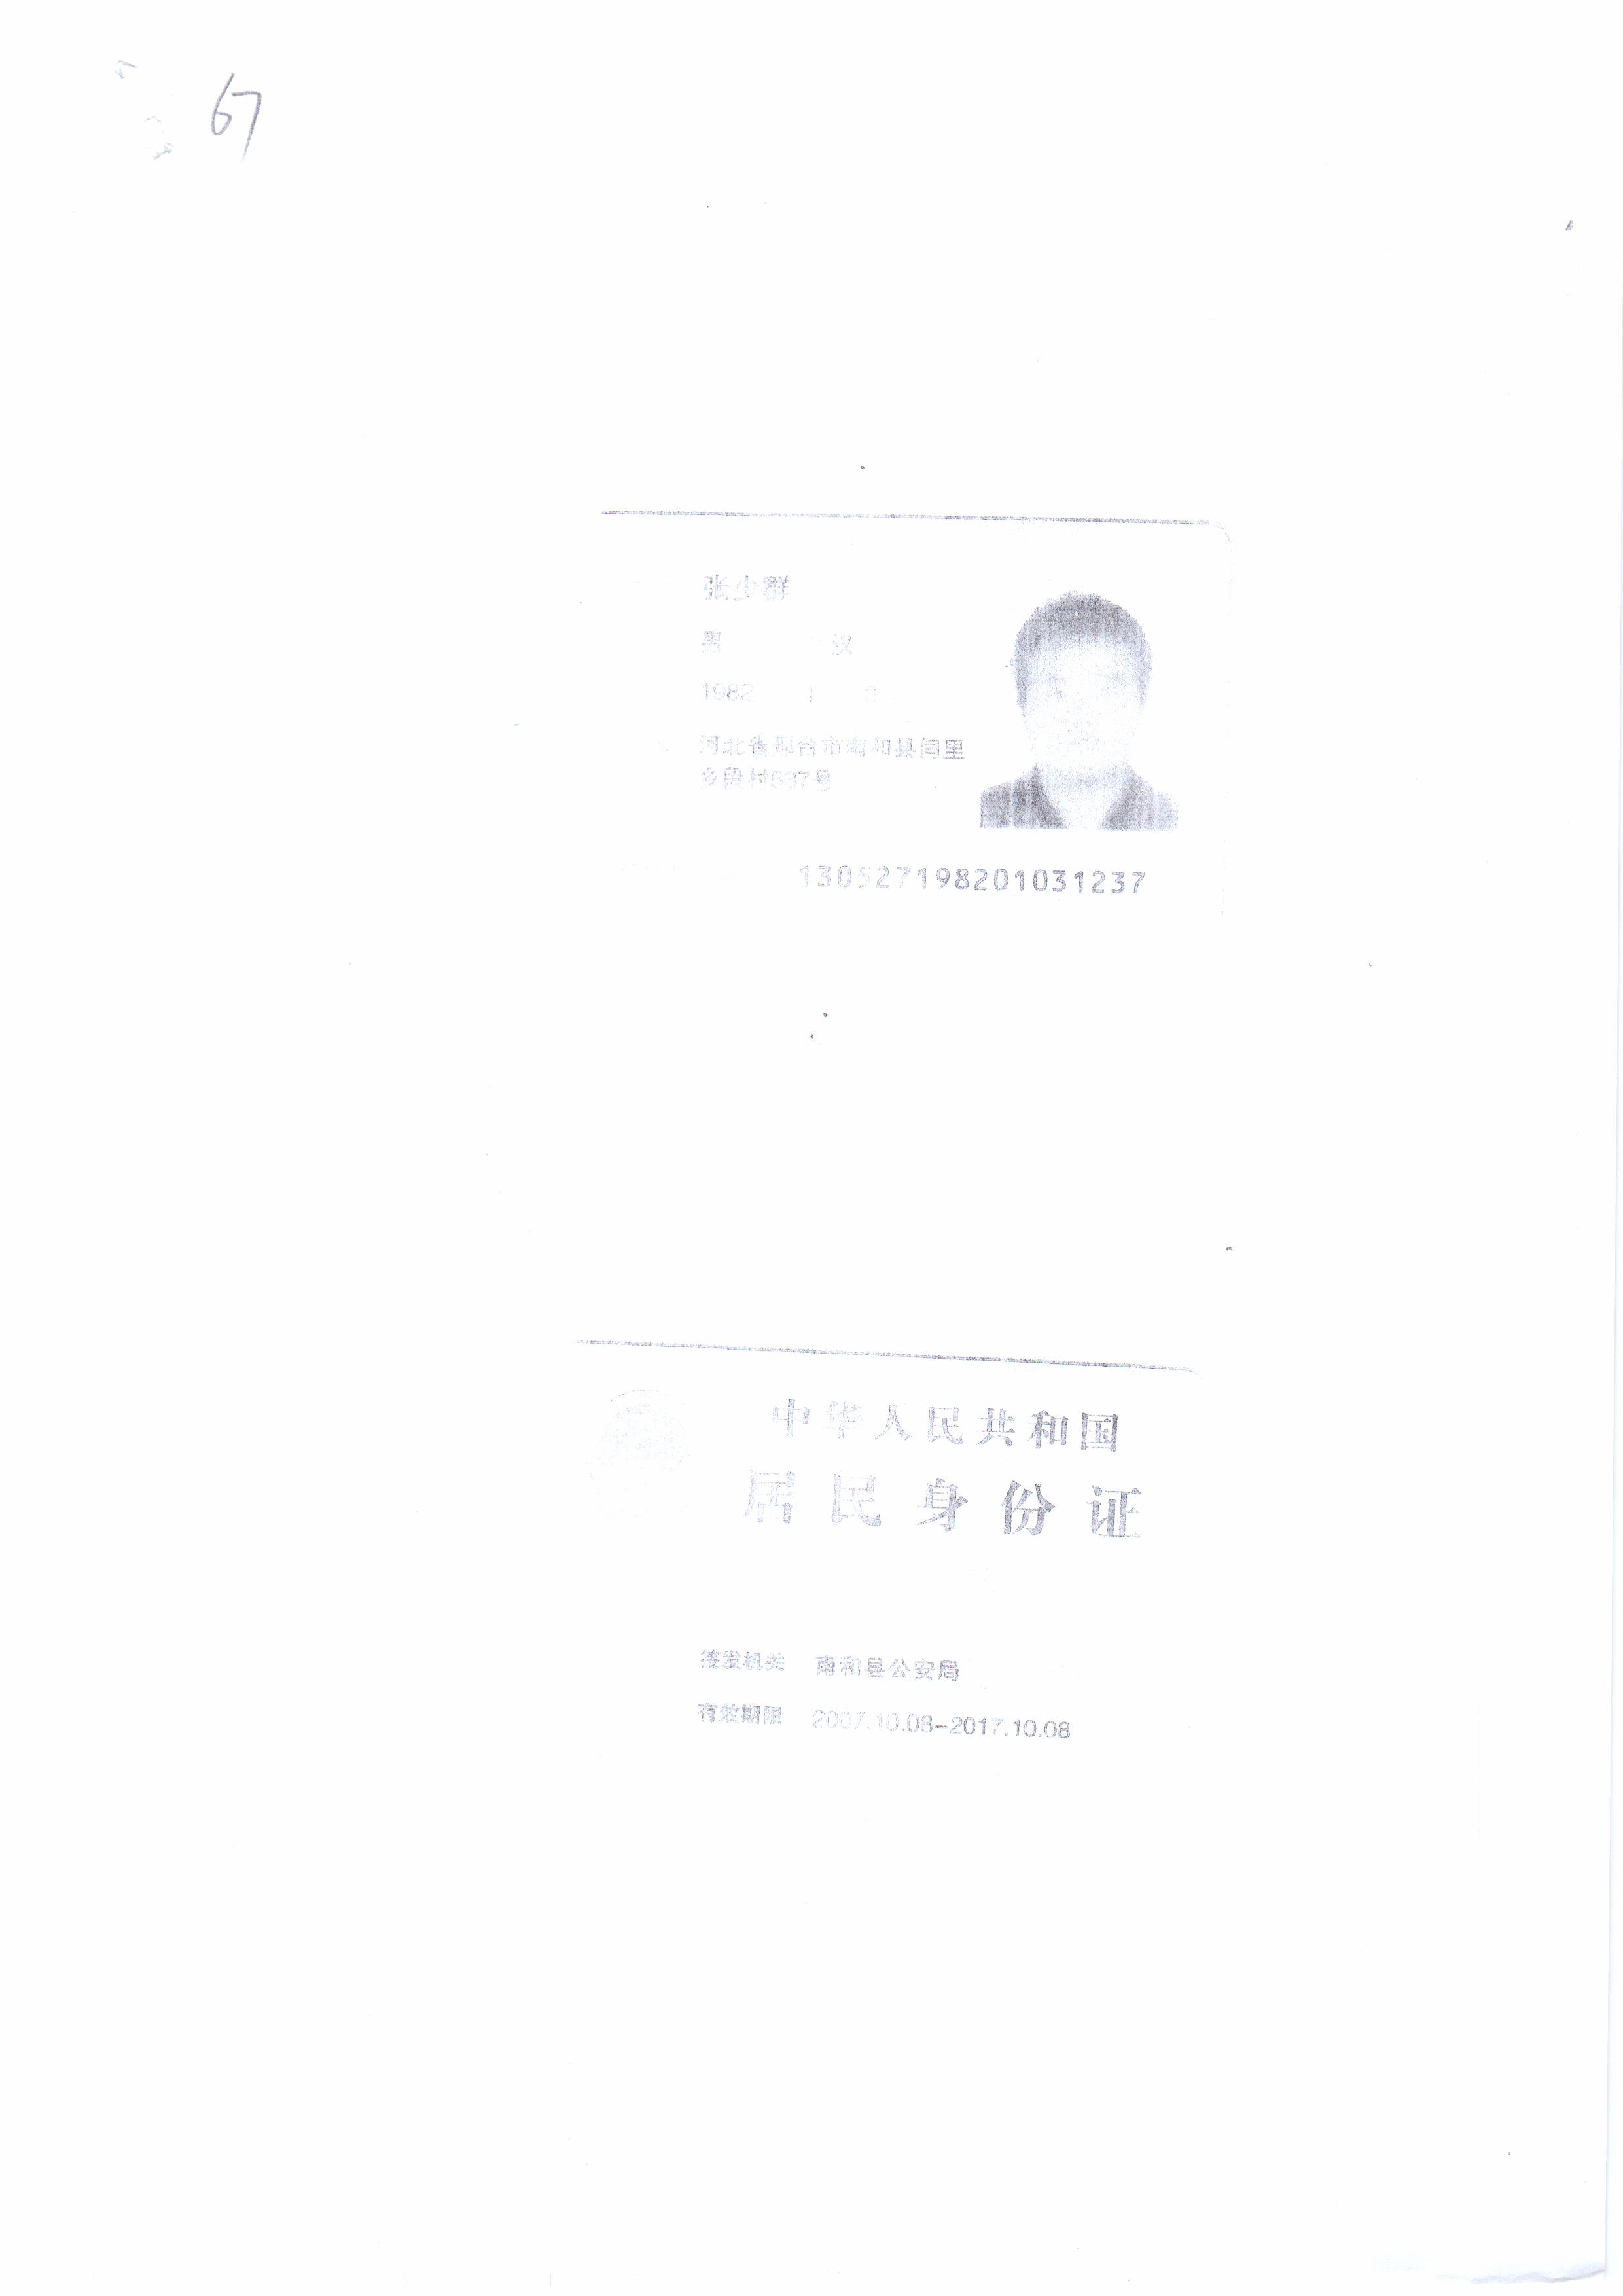 67
张少群
男 汉
1982
河北省邢台市南和县闫里
乡段村537号
130527198201031237
中华人民共和国
居民身份证
签发机关 南和县公安局
有效期限 2007.10.08-2017.10.08